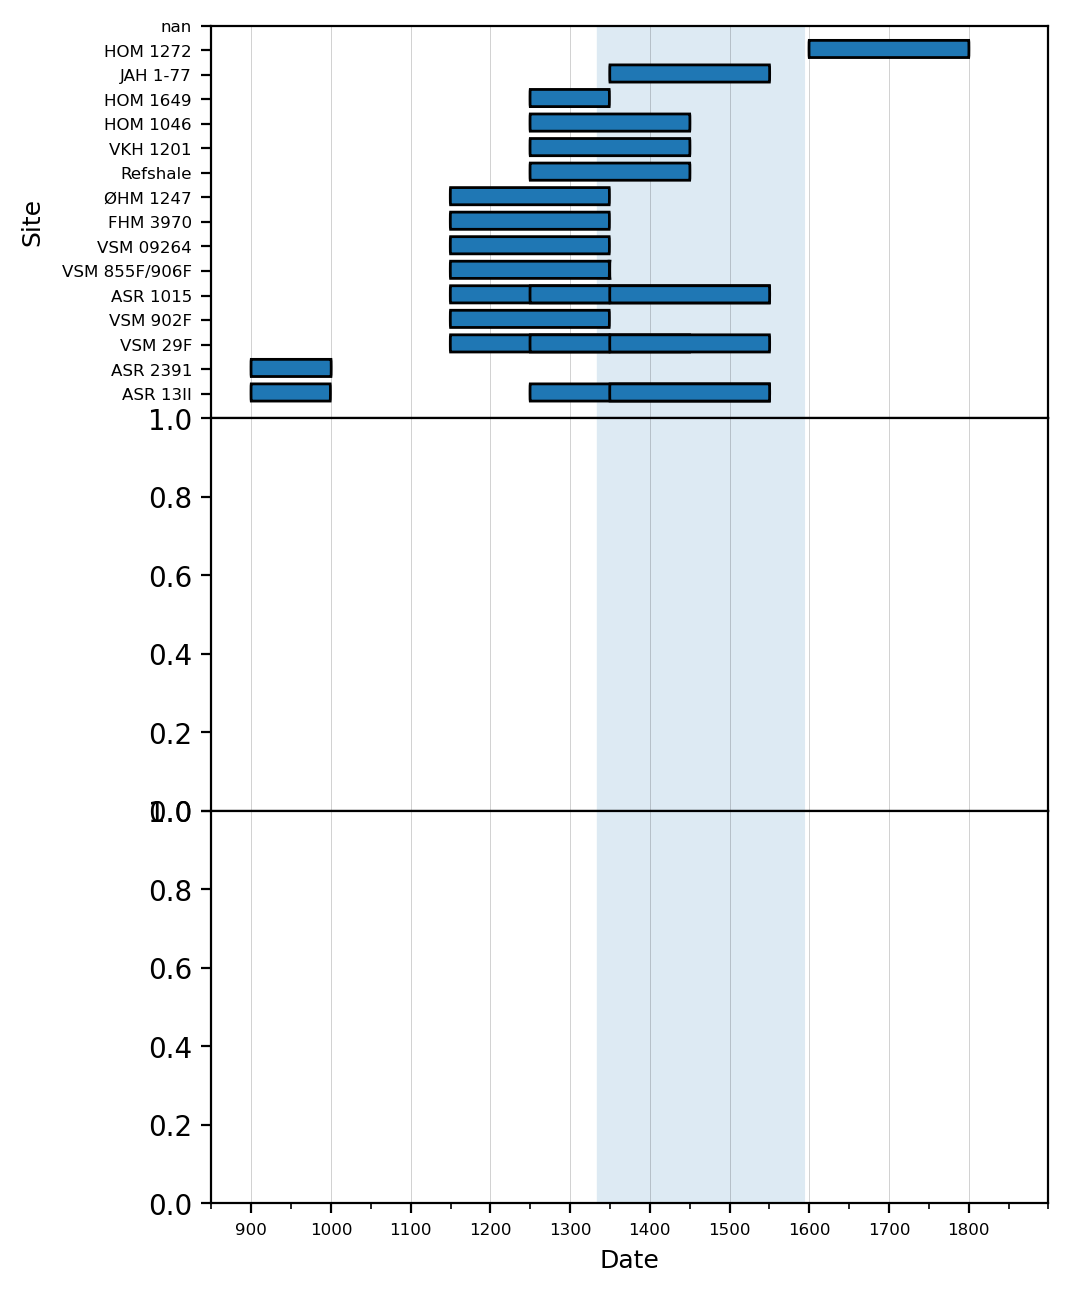 nan
HOM 1272
JAH 1-77
HOM 1649
HOM 1046
VKH 1201
Refshale
ØHM 1247
FHM 3970
VSM 09264
VSM 855F/906F
ASR 1015
VSM 902F
VSM 29F
ASR 2391
ASR 13II
Site
1.0
0.8
0.6
0.4
0.2
0.0
1.0
0.8
0.6
0.4
0.2
0.0
900 1000 1100 1200 1300 1400 1500 1600 1700 1800
Date